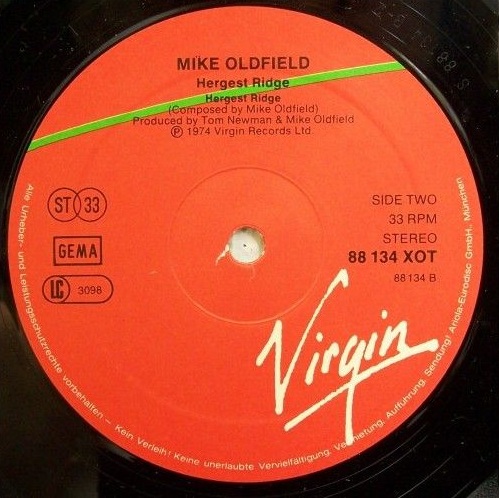 MIKE OLDFIELD
Hergest Ridge
Hergest Ridge
(Composed by Mike Oldfield)
Produced by Tom Newman & Mike Oldfield
Ⓟ 1974 Virgin Records Ltd.
ST 33
GEMA
LC 3098
SIDE TWO
33 RPM
STEREO
88 134 XOT
88134 B
Virgin
Alle Urheber- und Leistungsschutzrechte vorbehalten - Kein Verleih! Keine unerlaubte Vervielfältigung, Vermietung, Aufführung, Sendung! Ariola-Eurodisc GmbH., München